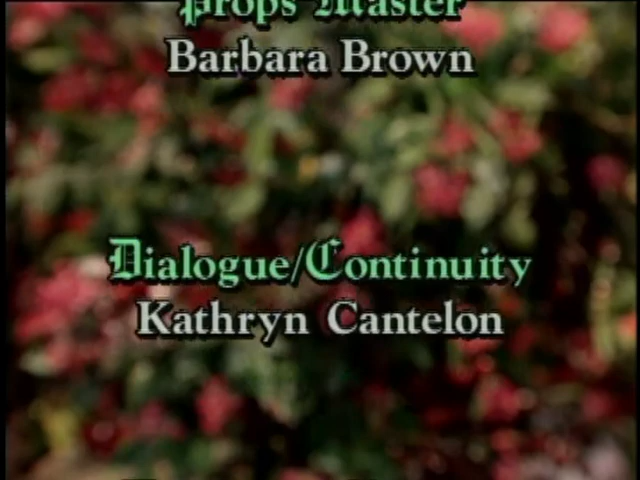 Props Master
Barbara Brown
Dialogue/Continuity
Kathryn Cantelon